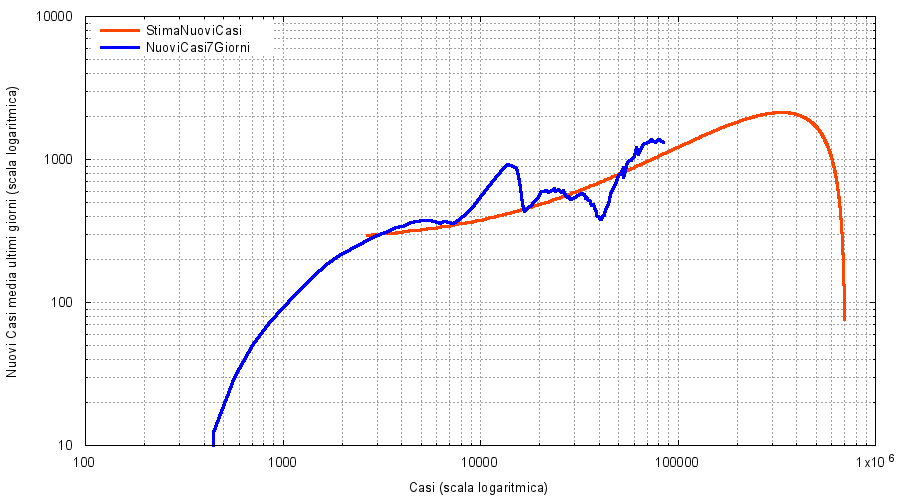 StimaNuoviCasi
NuoviCasi7Giorni
Nuovi Casi media ultimi giorni (scala logaritmica)
10000
1000
100
10
100
1000
10000
100000
1x10 6
Casi (scala logaritmica)